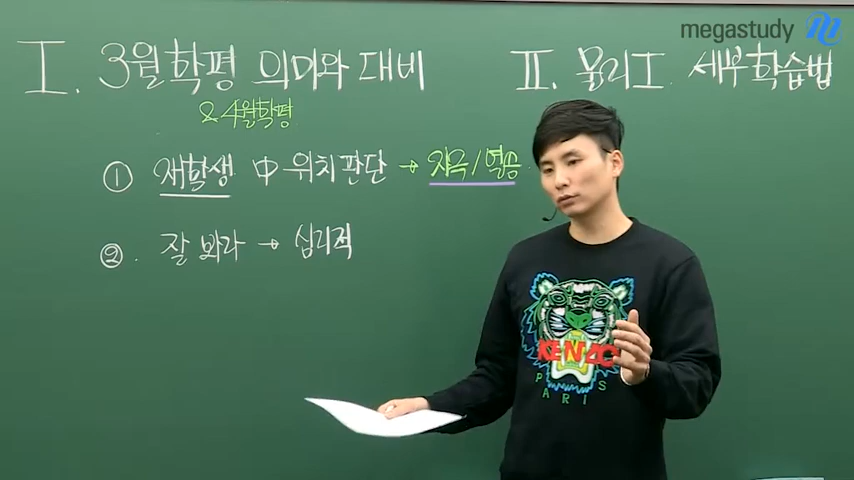 megastudy
I. 3월학평 의미와 대비
& 4월학평
II. 물리I 세부학습법
① 재학생 中 위치판단 → 자극/열공
② 잘 봐라 → 심리적
KENZO
PARIS